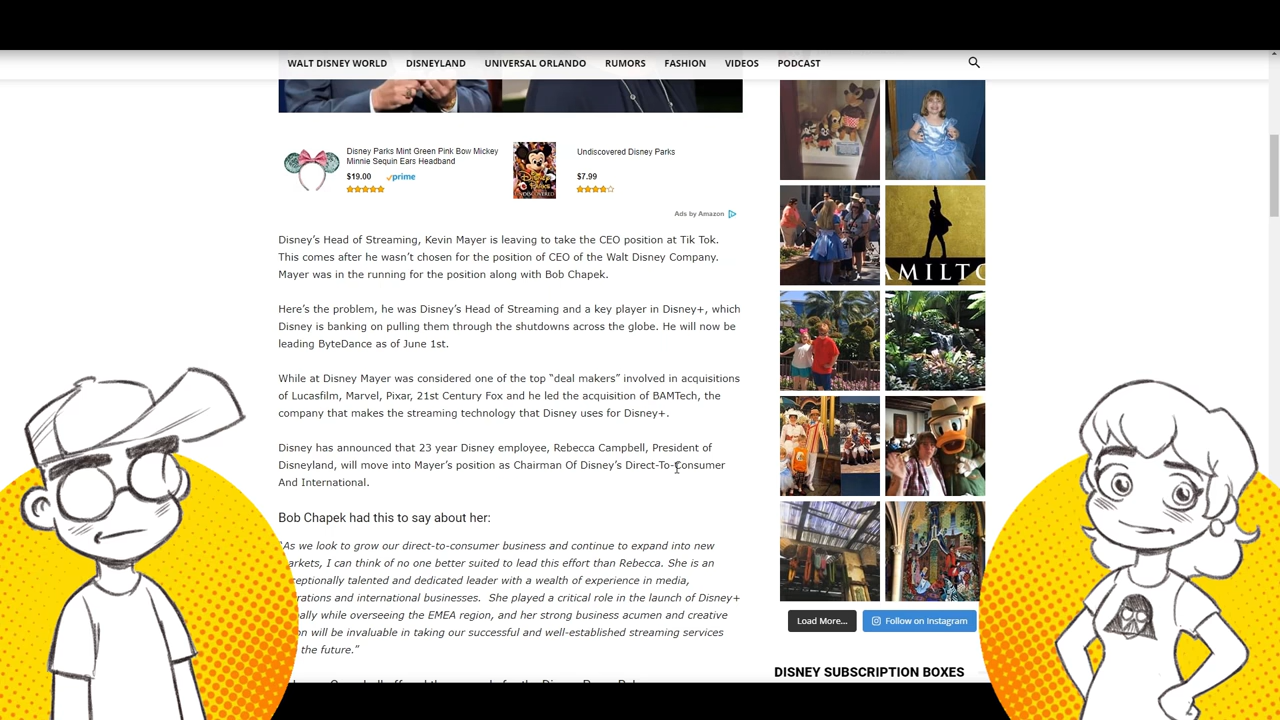 WALT DISNEY WORLD
DISNEYLAND
UNIVERSAL ORLANDO
RUMORS
FASHION
VIDEOS
PODCAST
Disney Parks Mint Green Pink Bow Mickey
Minnie Sequin Ears Headband
$19.00 prime
Undiscovered Disney Parks
$7.99
Ads by Amazon
Disney's Head of Streaming, Kevin Mayer is leaving to take the CEO position at Tik Tok.
This comes after he wasn't chosen for the position of CEO of the Walt Disney Company.
Mayer was in the running for the position along with Bob Chapek.
Here's the problem, he was Disney's Head of Streaming and a key player in Disney+, which
Disney is banking on pulling them through the shutdowns across the globe. He will now be
leading ByteDance as of June 1st.
While at Disney Mayer was considered one of the top “deal makers” involved in acquisitions
of Lucasfilm, Marvel, Pixar, 21st Century Fox and he led the acquisition of BAMTech, the
company that makes the streaming technology that Disney uses for Disney+.
Disney has announced that 23 year Disney employee, Rebecca Campbell, President of
Disneyland, will move into Mayer's position as Chairman Of Disney's Direct-To-Consumer
And International.
Bob Chapek had this to say about her:
As we look to grow our direct-to-consumer business and continue to expand into new
arkets, I can think of no one better suited to lead this effort than Rebecca. She is an
ceptionally talented and dedicated leader with a wealth of experience in media,
rations and international businesses. She played a critical role in the launch of Disney+
ally while overseeing the EMEA region, and her strong business acumen and creative
on will be invaluable in taking our successful and well-established streaming services
the future.”
AMILTO
Load More...
Follow on Instagram
DISNEY SUBSCRIPTION BOXES